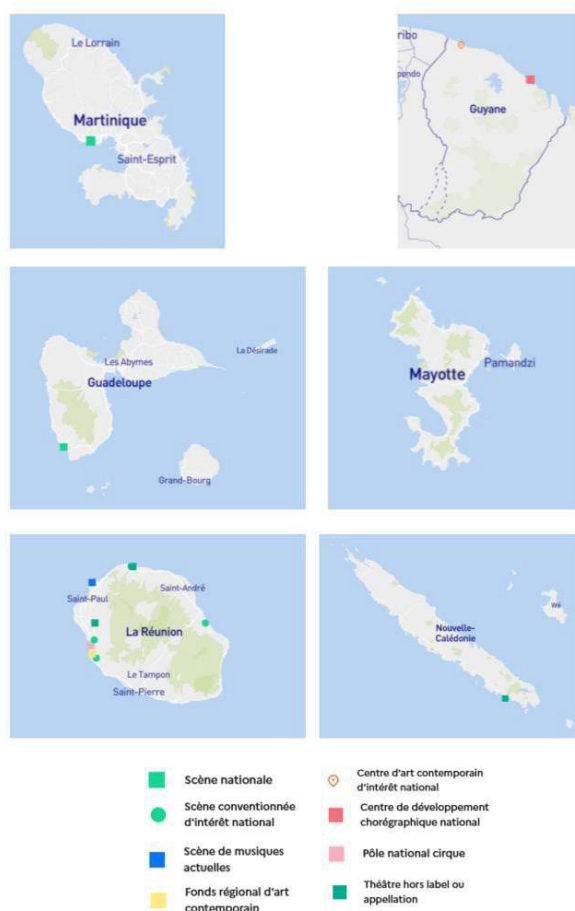 Le Lorrain
Martinique
Saint-Esprit
ribo
Guyane
Les Abymes
La Désirade
Guadeloupe
Grand-Bourg
Mayotte
Pamandzi
Saint-André
Saint-Paul
La Réunion
Le Tampon
Saint-Pierre
Wé
Nouvelle-
Calédonie
Scène nationale
Scène conventionnée
d'intérêt national
Scène de musiques
actuelles
Fonds régional d'art
contemporain
Centre d'art contemporain
d'intérêt national
Centre de développement
chorégraphique national
Pôle national cirque
Théâtre hors label ou
appellation